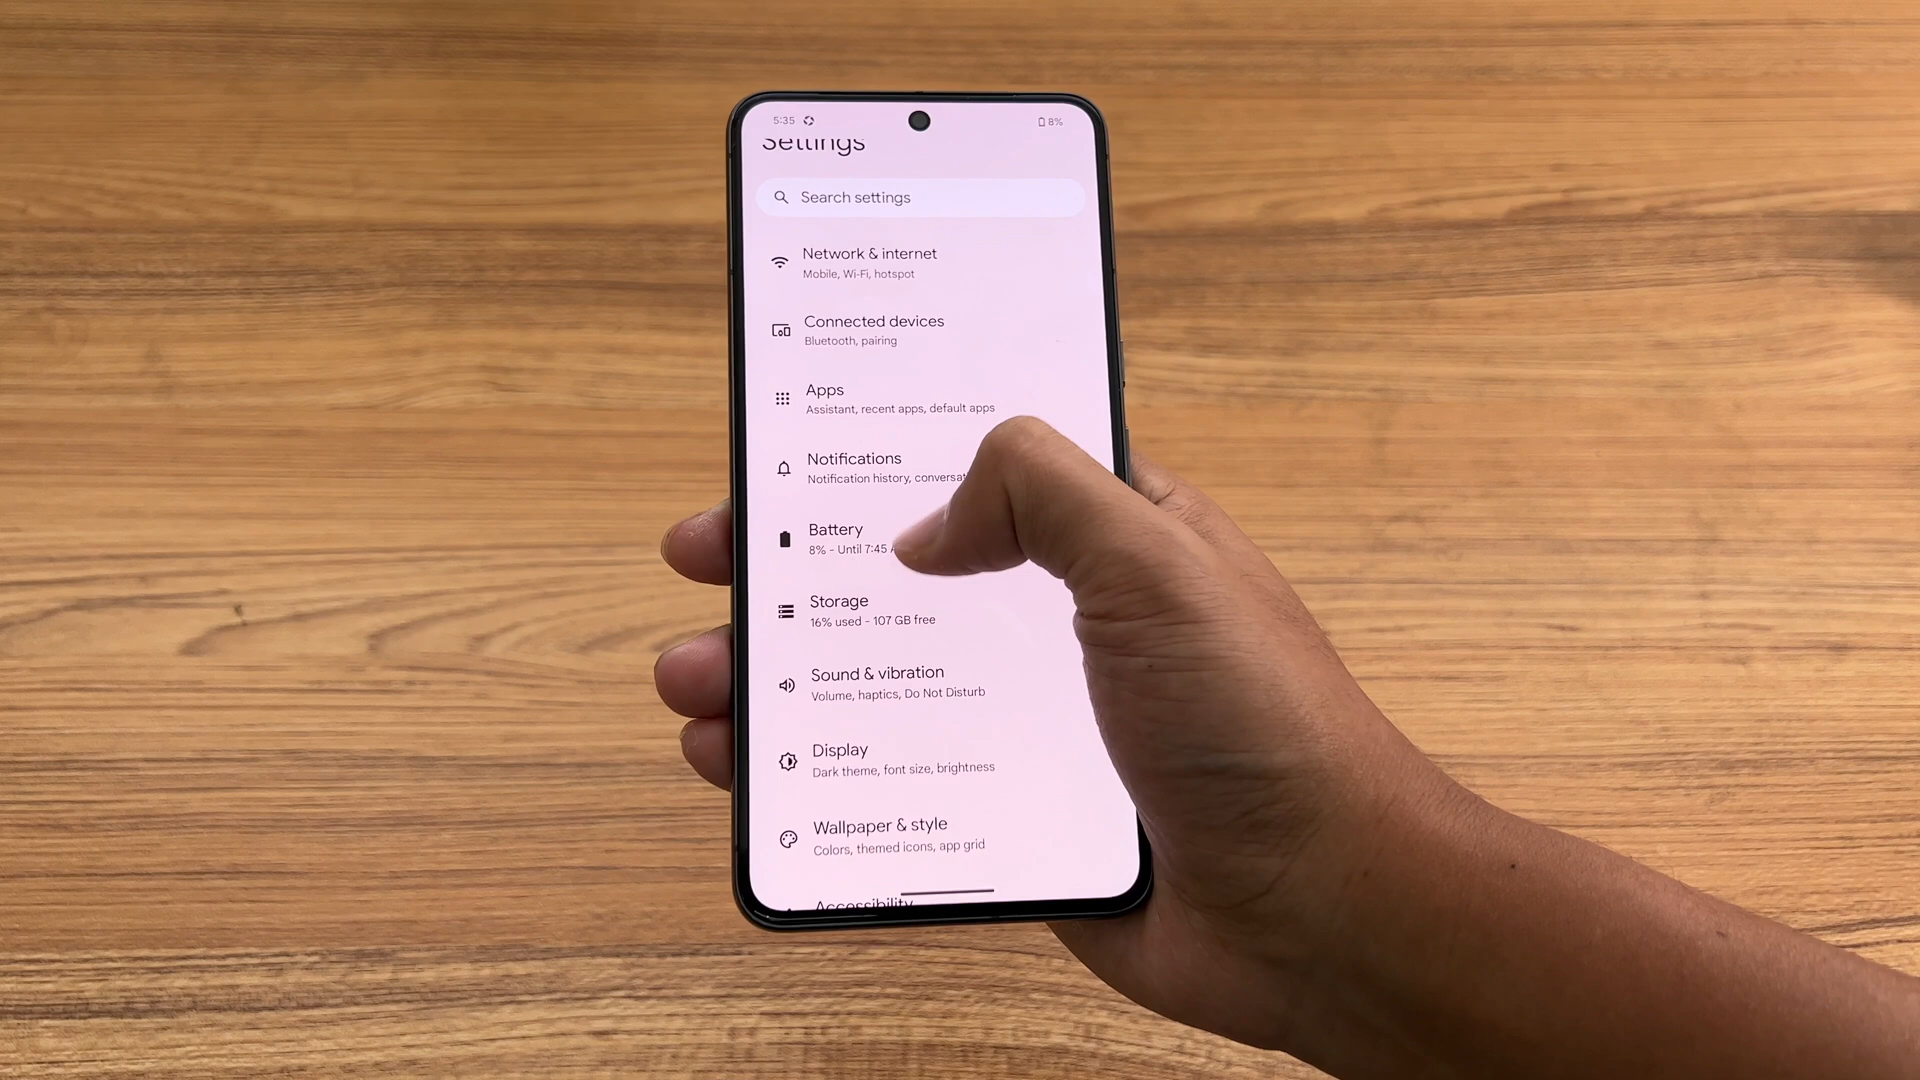 5:35 8%
Settings
Search settings
Network & internet
Mobile, Wi-Fi, hotspot
Connected devices
Bluetooth, pairing
Apps
Assistant, recent apps, default apps
Notifications
Notification history,
Battery
8% - Until 7:45
Storage
16% used - 107 GB free
Sound & vibration
Volume, haptics, Do Not Disturb
Display
Dark theme, font size, brightness
Wallpaper & style
Colors, themed icons, app grid
Accessibility